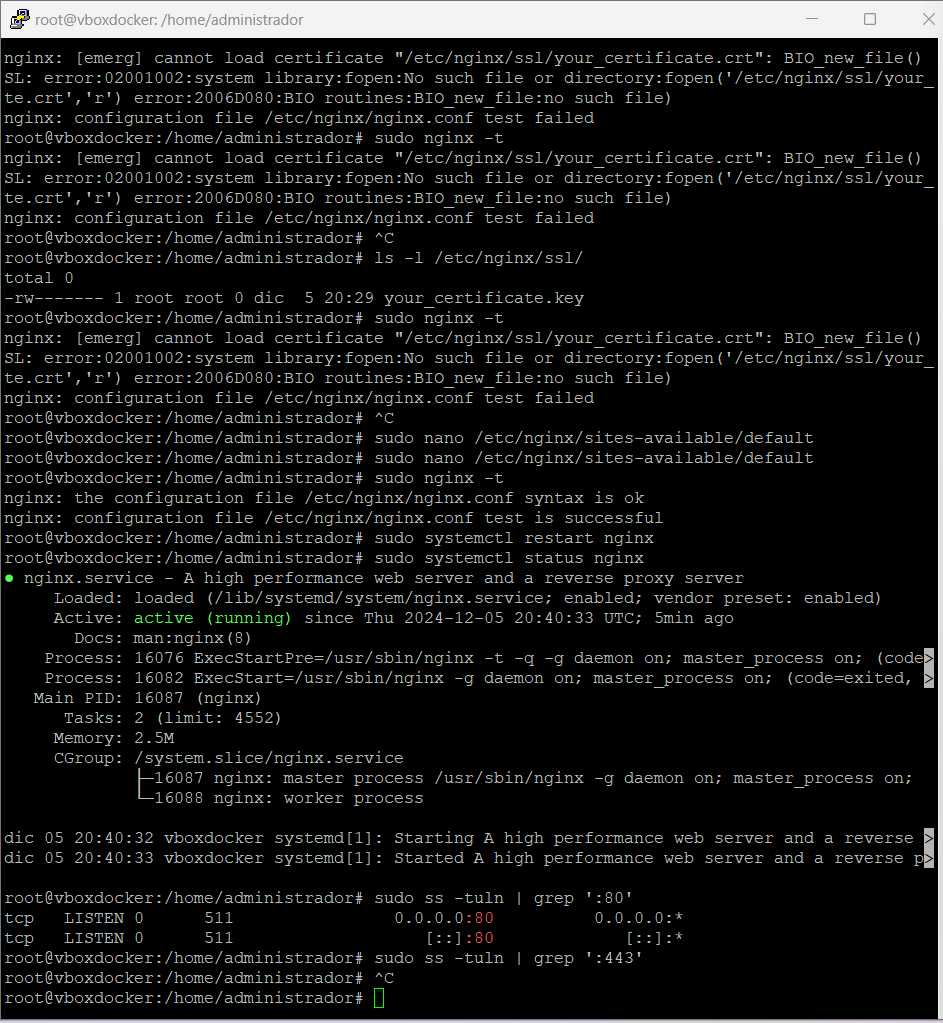 root@vboxdocker: /home/administrador
nginx: [emerg] cannot load certificate "/etc/nginx/ssl/your_certificate.crt": BIO_new_file()
SL: error:02001002:system library:fopen:No such file or directory:fopen('/etc/nginx/ssl/your_
te.crt','r') error:2006D080:BIO routines:BIO_new_file:no such file)
nginx: configuration file /etc/nginx/nginx.conf test failed
root@vboxdocker:/home/administrador# sudo nginx -t
nginx: [emerg] cannot load certificate "/etc/nginx/ssl/your_certificate.crt": BIO_new_file()
SL: error:02001002:system library:fopen:No such file or directory:fopen('/etc/nginx/ssl/your_
te.crt','r') error:2006D080:BIO routines:BIO_new_file:no such file)
nginx: configuration file /etc/nginx/nginx.conf test failed
root@vboxdocker:/home/administrador# ^C
root@vboxdocker:/home/administrador# ls -l /etc/nginx/ssl/
total 0
-rw------- 1 root root 0 dic  5 20:29 your_certificate.key
root@vboxdocker:/home/administrador# sudo nginx -t
nginx: [emerg] cannot load certificate "/etc/nginx/ssl/your_certificate.crt": BIO_new_file()
SL: error:02001002:system library:fopen:No such file or directory:fopen('/etc/nginx/ssl/your_
te.crt','r') error:2006D080:BIO routines:BIO_new_file:no such file)
nginx: configuration file /etc/nginx/nginx.conf test failed
root@vboxdocker:/home/administrador# ^C
root@vboxdocker:/home/administrador# sudo nano /etc/nginx/sites-available/default
root@vboxdocker:/home/administrador# sudo nano /etc/nginx/sites-available/default
root@vboxdocker:/home/administrador# sudo nginx -t
nginx: the configuration file /etc/nginx/nginx.conf syntax is ok
nginx: configuration file /etc/nginx/nginx.conf test is successful
root@vboxdocker:/home/administrador# sudo systemctl restart nginx
root@vboxdocker:/home/administrador# sudo systemctl status nginx
● nginx.service - A high performance web server and a reverse proxy server
     Loaded: loaded (/lib/systemd/system/nginx.service; enabled; vendor preset: enabled)
     Active: active (running) since Thu 2024-12-05 20:40:33 UTC; 5min ago
       Docs: man:nginx(8)
    Process: 16076 ExecStartPre=/usr/sbin/nginx -t -q -g daemon on; master_process on; (code>
    Process: 16082 ExecStart=/usr/sbin/nginx -g daemon on; master_process on; (code=exited, >
   Main PID: 16087 (nginx)
      Tasks: 2 (limit: 4552)
     Memory: 2.5M
     CGroup: /system.slice/nginx.service
             ├─16087 nginx: master process /usr/sbin/nginx -g daemon on; master_process on;
             └─16088 nginx: worker process
dic 05 20:40:32 vboxdocker systemd[1]: Starting A high performance web server and a reverse >
dic 05 20:40:33 vboxdocker systemd[1]: Started A high performance web server and a reverse p>
root@vboxdocker:/home/administrador# sudo ss -tuln | grep ':80'
tcp   LISTEN 0      511                0.0.0.0:80          0.0.0.0:*
tcp   LISTEN 0      511                   [::]:80             [::]:*
root@vboxdocker:/home/administrador# sudo ss -tuln | grep ':443'
root@vboxdocker:/home/administrador# ^C
root@vboxdocker:/home/administrador#